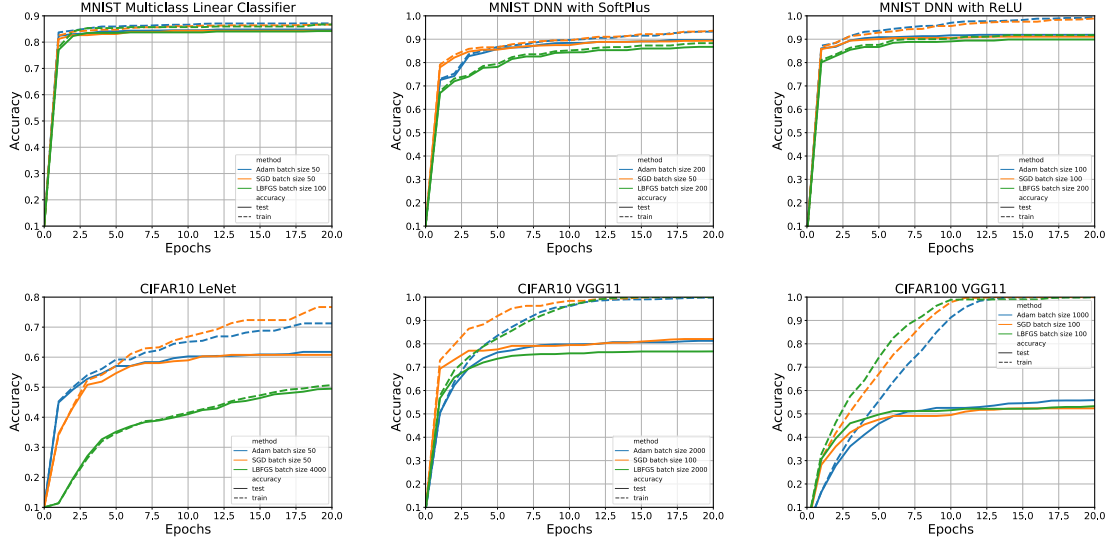 MNIST Multiclass Linear Classifier
0.9
0.8
0.7
0.6
0.5
0.4
0.3
0.2
0.1
Accuracy
method
Adam batch size 50
SGD batch size 50
LBFGS batch size 100
accuracy
test
train
0.0 2.5 5.0 7.5 10.0 12.5 15.0 17.5 20.0
Epochs
MNIST DNN with SoftPlus
1.0
0.9
0.8
0.7
0.6
0.5
0.4
0.3
0.2
0.1
Accuracy
method
Adam batch size 200
SGD batch size 50
LBFGS batch size 200
accuracy
test
train
0.0 2.5 5.0 7.5 10.0 12.5 15.0 17.5 20.0
Epochs
MNIST DNN with ReLU
1.0
0.9
0.8
0.7
0.6
0.5
0.4
0.3
0.2
0.1
Accuracy
method
Adam batch size 100
SGD batch size 100
LBFGS batch size 200
accuracy
test
train
0.0 2.5 5.0 7.5 10.0 12.5 15.0 17.5 20.0
Epochs
CIFAR10 LeNet
0.8
0.7
0.6
0.5
0.4
0.3
0.2
0.1
Accuracy
method
Adam batch size 50
SGD batch size 50
LBFGS batch size 4000
accuracy
test
train
0.0 2.5 5.0 7.5 10.0 12.5 15.0 17.5 20.0
Epochs
CIFAR10 VGG11
1.0
0.9
0.8
0.7
0.6
0.5
0.4
0.3
0.2
0.1
Accuracy
method
Adam batch size 2000
SGD batch size 100
LBFGS batch size 2000
accuracy
test
train
0.0 2.5 5.0 7.5 10.0 12.5 15.0 17.5 20.0
Epochs
CIFAR100 VGG11
1.0
0.9
0.8
0.7
0.6
0.5
0.4
0.3
0.2
0.1
Accuracy
method
Adam batch size 1000
SGD batch size 100
LBFGS batch size 100
accuracy
test
train
0.0 2.5 5.0 7.5 10.0 12.5 15.0 17.5 20.0
Epochs